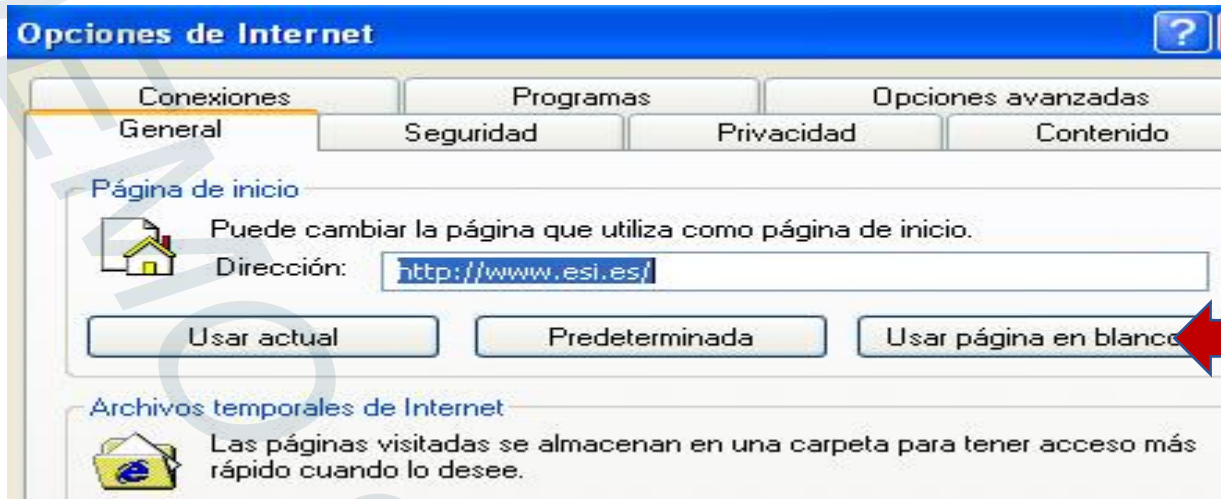 Opciones de Internet
?
Conexiones Programas Opciones avanzadas
General Seguridad Privacidad Contenido
Página de inicio
Puede cambiar la página que utiliza como página de inicio.
Dirección: http://www.esi.es/
Usar actual Predeterminada Usar página en blanco
Archivos temporales de Internet
Las páginas visitadas se almacenan en una carpeta para tener acceso más
rápido cuando lo desee.